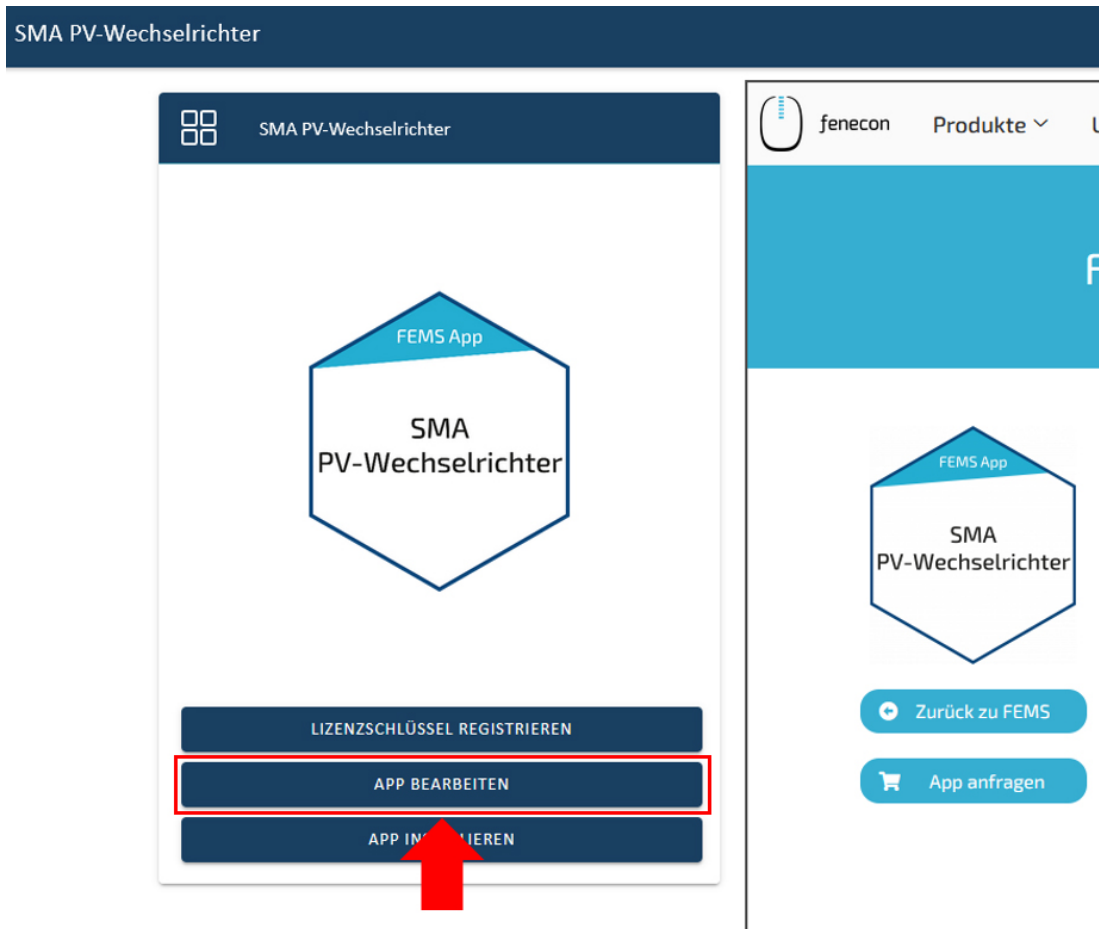 SMA PV-Wechselrichter
SMA PV-Wechselrichter
FEMS App
SMA
PV-Wechselrichter
LIZENZSCHLÜSSEL REGISTRIEREN
APP BEARBEITEN
APP
fenecon
Produkte
FEMS App
SMA
PV-Wechselrichter
Zurück zu FEMS
App anfragen